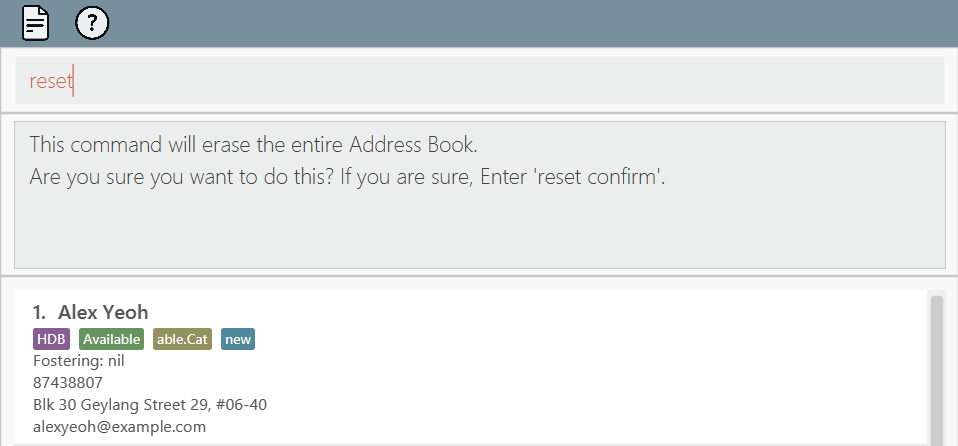 ?
reset
This command will erase the entire Address Book.
Are you sure you want to do this? If you are sure, Enter 'reset confirm'.
1. Alex Yeoh
HDB Available able.Cat new
Fostering: nil
87438807
Blk 30 Geylang Street 29, #06-40
alexyeoh@example.com